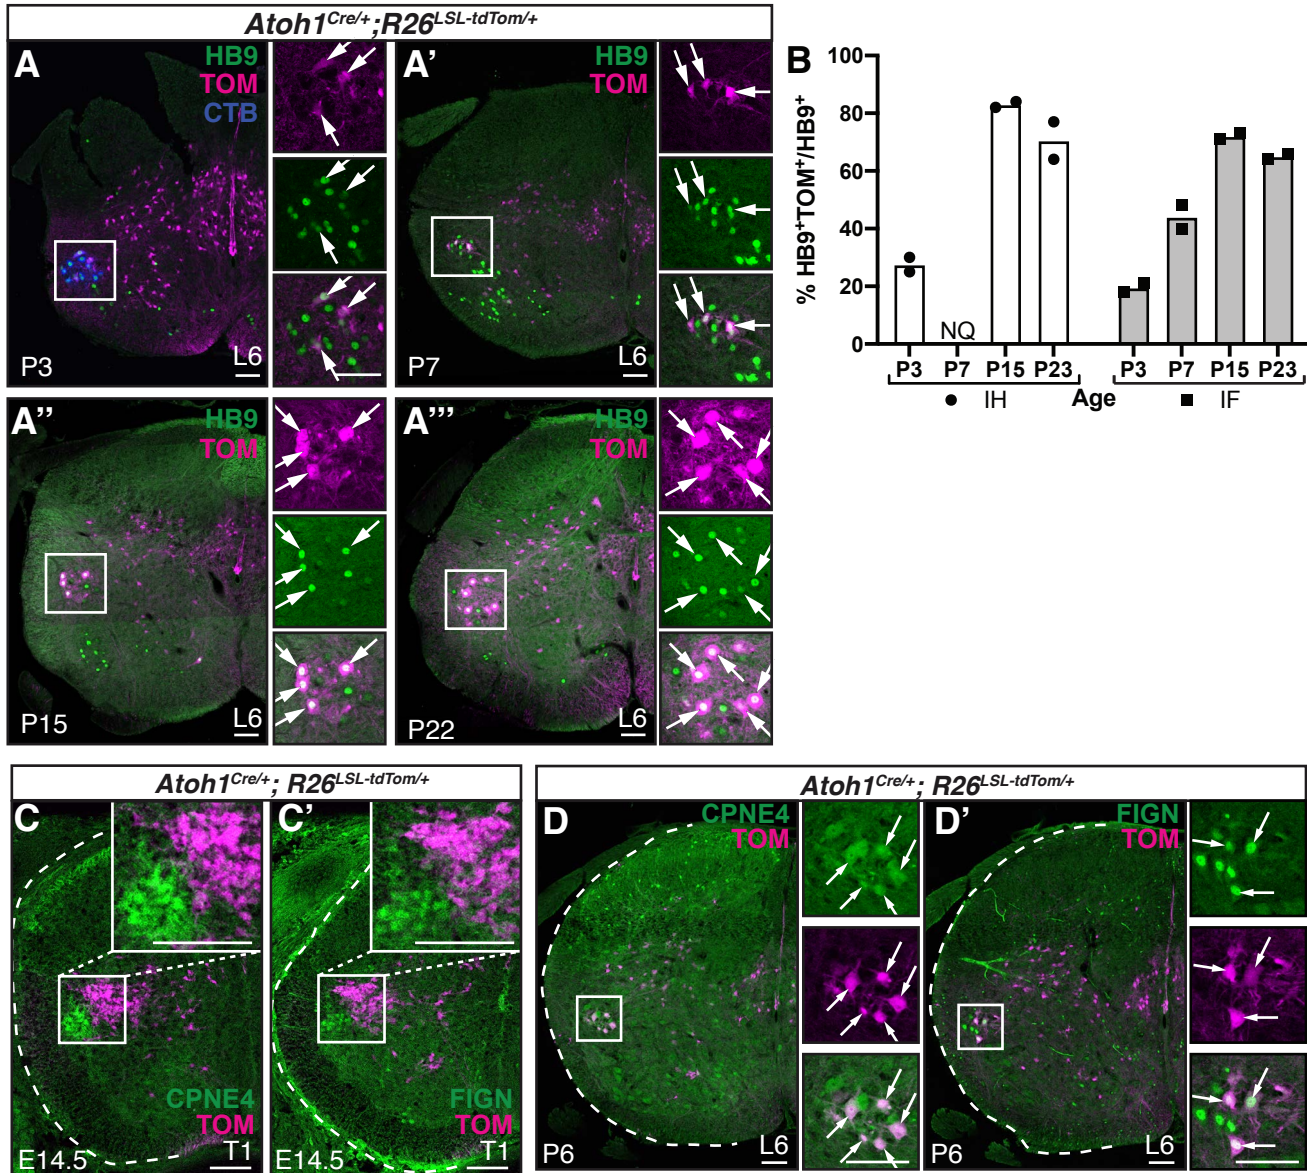 Atoh1Cre/+;R26LSL-tdTom/+
A
HB9
TOM
CTB
P3
L6
A'
HB9
TOM
P7
L6
B
% HB9+TOM+/HB9+
100
80
60
40
20
0
NQ
P3 P7 P15 P23 P3 P7 P15 P23
IH Age IF
A''
HB9
TOM
P15
L6
A'''
HB9
TOM
P22
L6
Atoh1Cre/+; R26LSL-tdTom/+
C
CPNE4
TOM
E14.5
T1
C'
FIGN
TOM
E14.5
T1
Atoh1Cre/+; R26LSL-tdTom/+
D
CPNE4
TOM
P6
L6
D'
FIGN
TOM
P6
L6